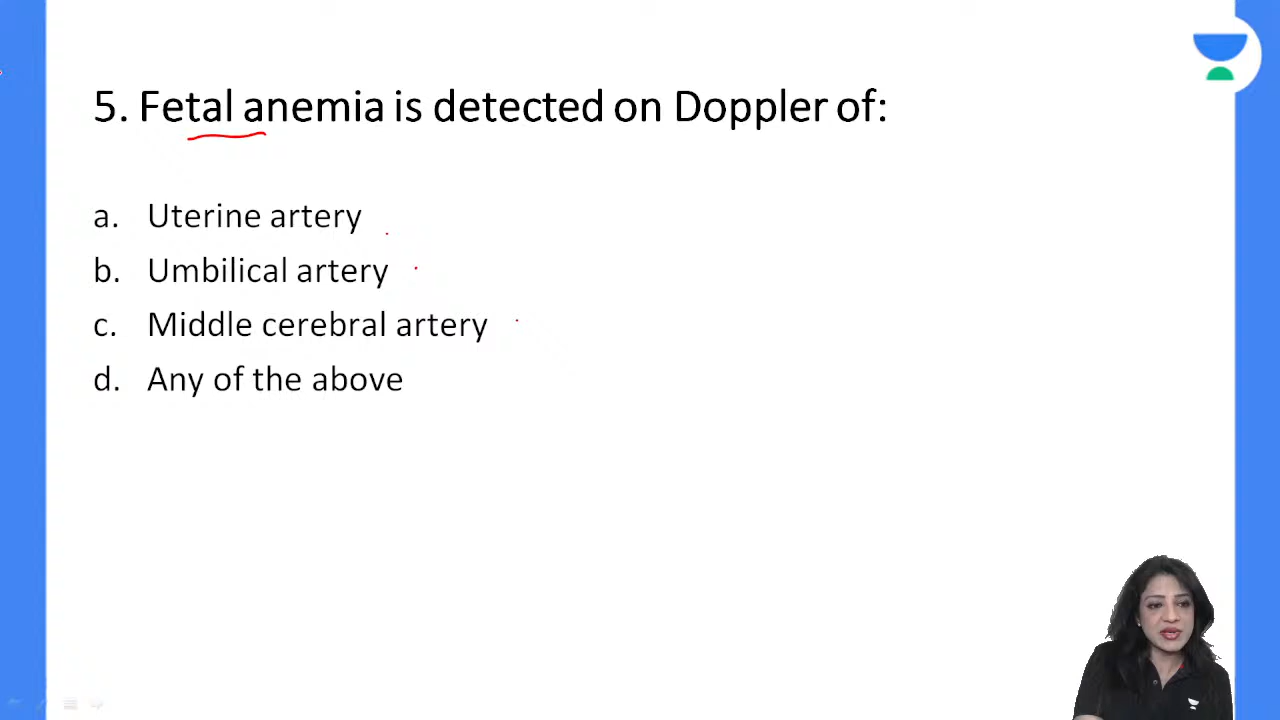 5. Fetal anemia is detected on Doppler of:
a. Uterine artery
b. Umbilical artery
c. Middle cerebral artery
d. Any of the above